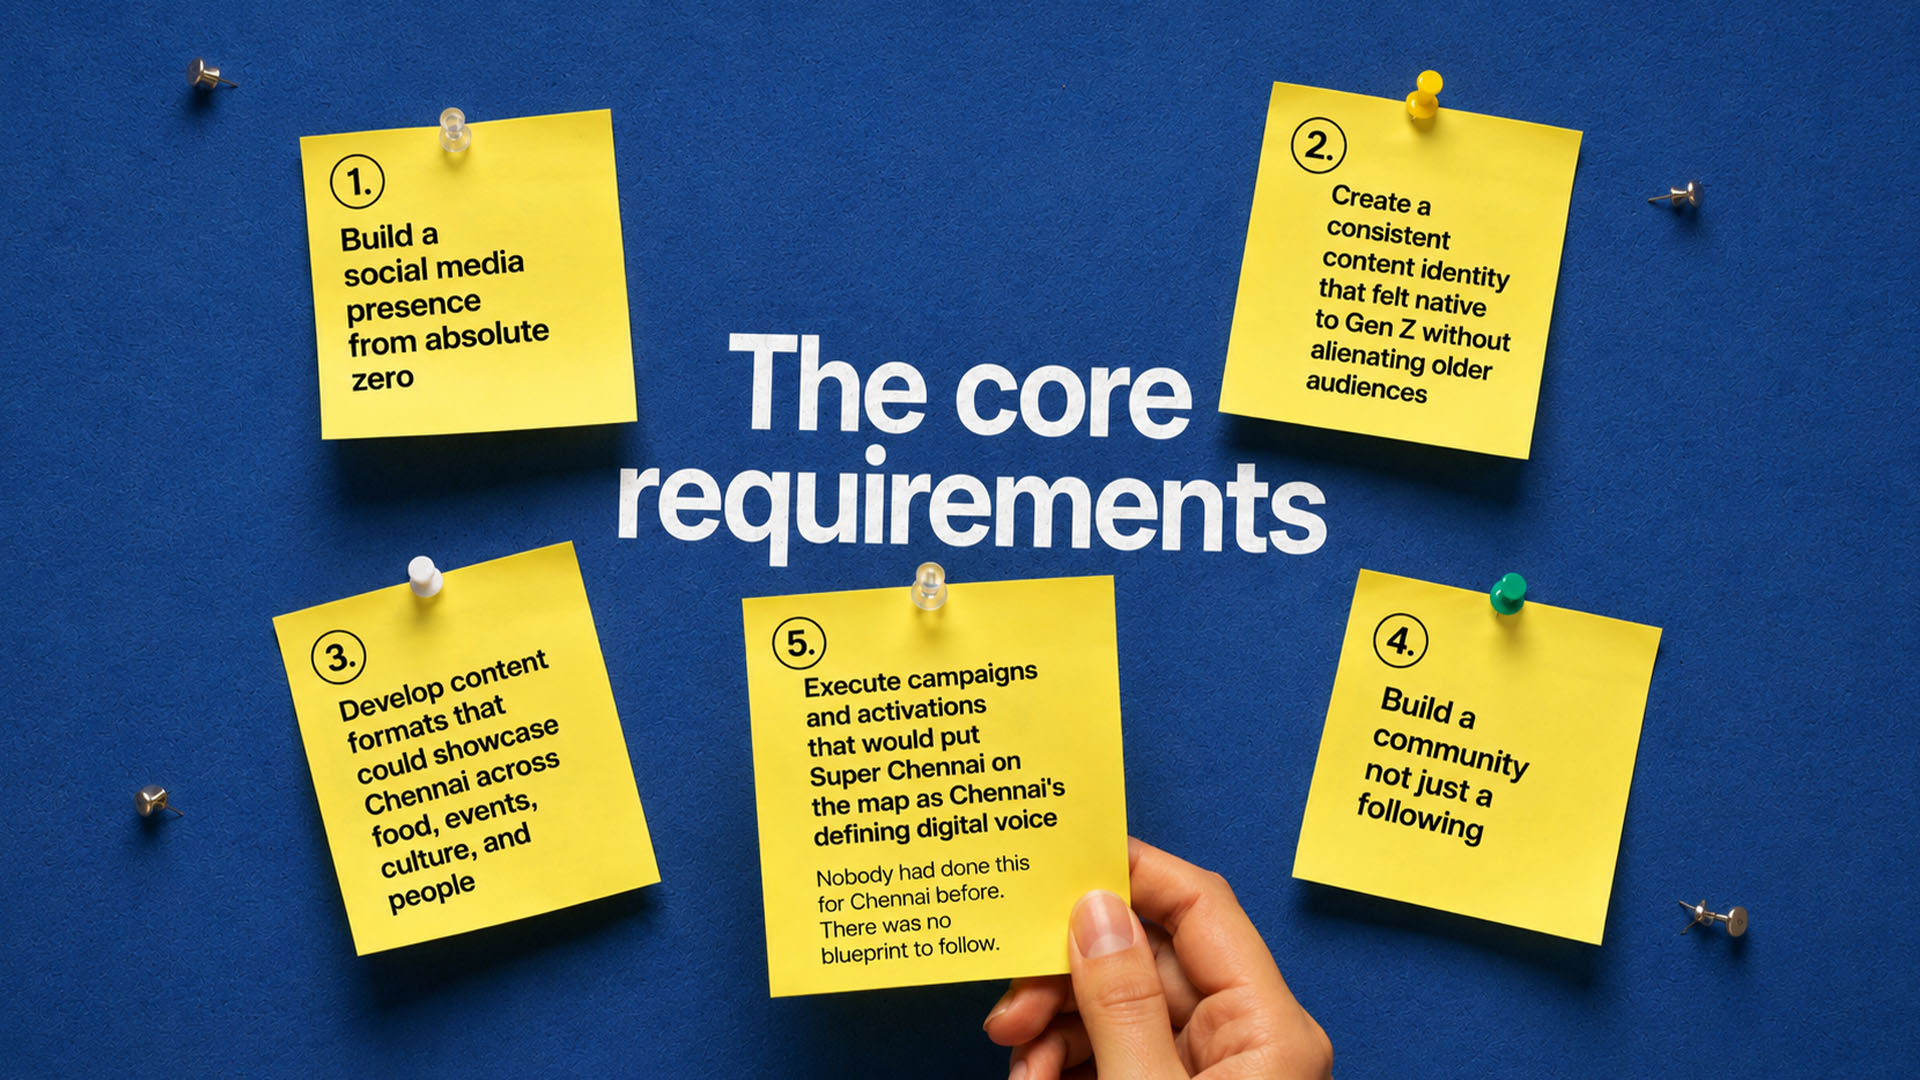 The core
requirements
1.
Build a
social media
presence
from absolute
zero
2.
Create a
consistent
content identity
that felt native
to Gen Z without
alienating older
audiences
3.
Develop content
formats that
could showcase
Chennai across
food, events,
culture, and
people
4.
Build a
community
not just a
following
5.
Execute campaigns
and activations
that would put
Super Chennai on
the map as Chennai's
defining digital voice
Nobody had done this
for Chennai before.
There was no
blueprint to follow.